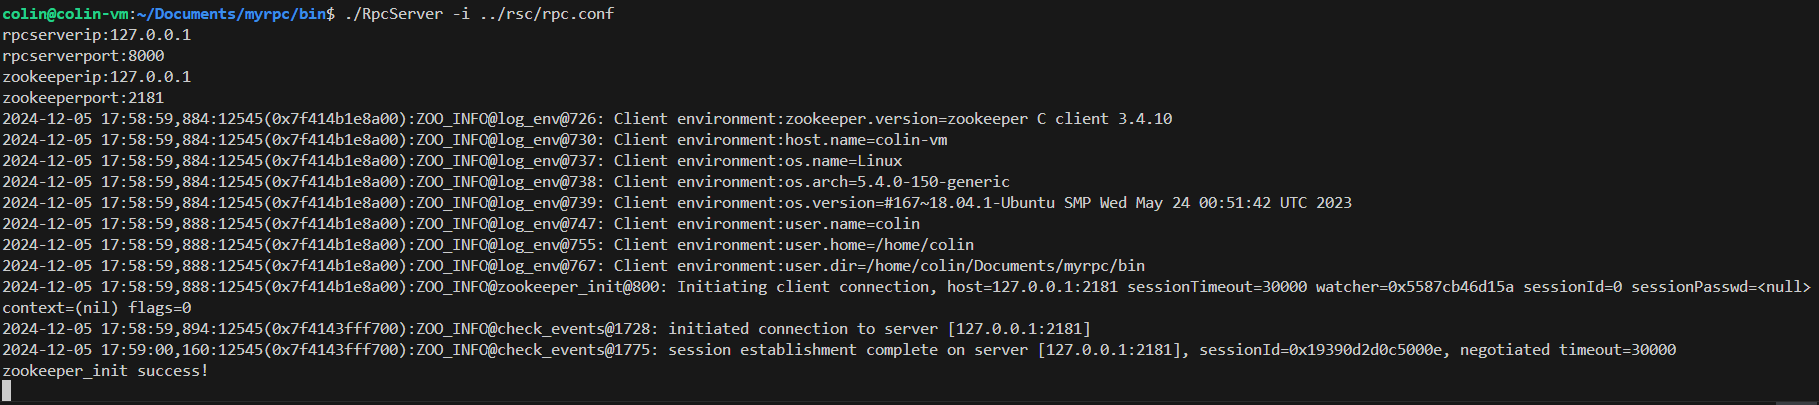 colin@colin-vm:~/Documents/myrpc/bin$ ./RpcServer -i ../rsc/rpc.conf
rpcserverip:127.0.0.1
rpcserverport:8000
zookeeperip:127.0.0.1
zookeeperport:2181
2024-12-05 17:58:59,884:12545(0x7f414b1e8a00):ZOO_INFO@log_env@726: Client environment:zookeeper.version=zookeeper C client 3.4.10
2024-12-05 17:58:59,884:12545(0x7f414b1e8a00):ZOO_INFO@log_env@730: Client environment:host.name=colin-vm
2024-12-05 17:58:59,884:12545(0x7f414b1e8a00):ZOO_INFO@log_env@737: Client environment:os.name=Linux
2024-12-05 17:58:59,884:12545(0x7f414b1e8a00):ZOO_INFO@log_env@738: Client environment:os.arch=5.4.0-150-generic
2024-12-05 17:58:59,884:12545(0x7f414b1e8a00):ZOO_INFO@log_env@739: Client environment:os.version=#167~18.04.1-Ubuntu SMP Wed May 24 00:51:42 UTC 2023
2024-12-05 17:58:59,888:12545(0x7f414b1e8a00):ZOO_INFO@log_env@747: Client environment:user.name=colin
2024-12-05 17:58:59,888:12545(0x7f414b1e8a00):ZOO_INFO@log_env@755: Client environment:user.home=/home/colin
2024-12-05 17:58:59,888:12545(0x7f414b1e8a00):ZOO_INFO@log_env@767: Client environment:user.dir=/home/colin/Documents/myrpc/bin
2024-12-05 17:58:59,888:12545(0x7f414b1e8a00):ZOO_INFO@zookeeper_init@800: Initiating client connection, host=127.0.0.1:2181 sessionTimeout=30000 watcher=0x5587cb46d15a sessionId=0 sessionPasswd=<null>
context=(nil) flags=0
2024-12-05 17:58:59,894:12545(0x7f4143fff700):ZOO_INFO@check_events@1728: initiated connection to server [127.0.0.1:2181]
2024-12-05 17:59:00,160:12545(0x7f4143fff700):ZOO_INFO@check_events@1775: session establishment complete on server [127.0.0.1:2181], sessionId=0x19390d2d0c5000e, negotiated timeout=30000
zookeeper_init success!